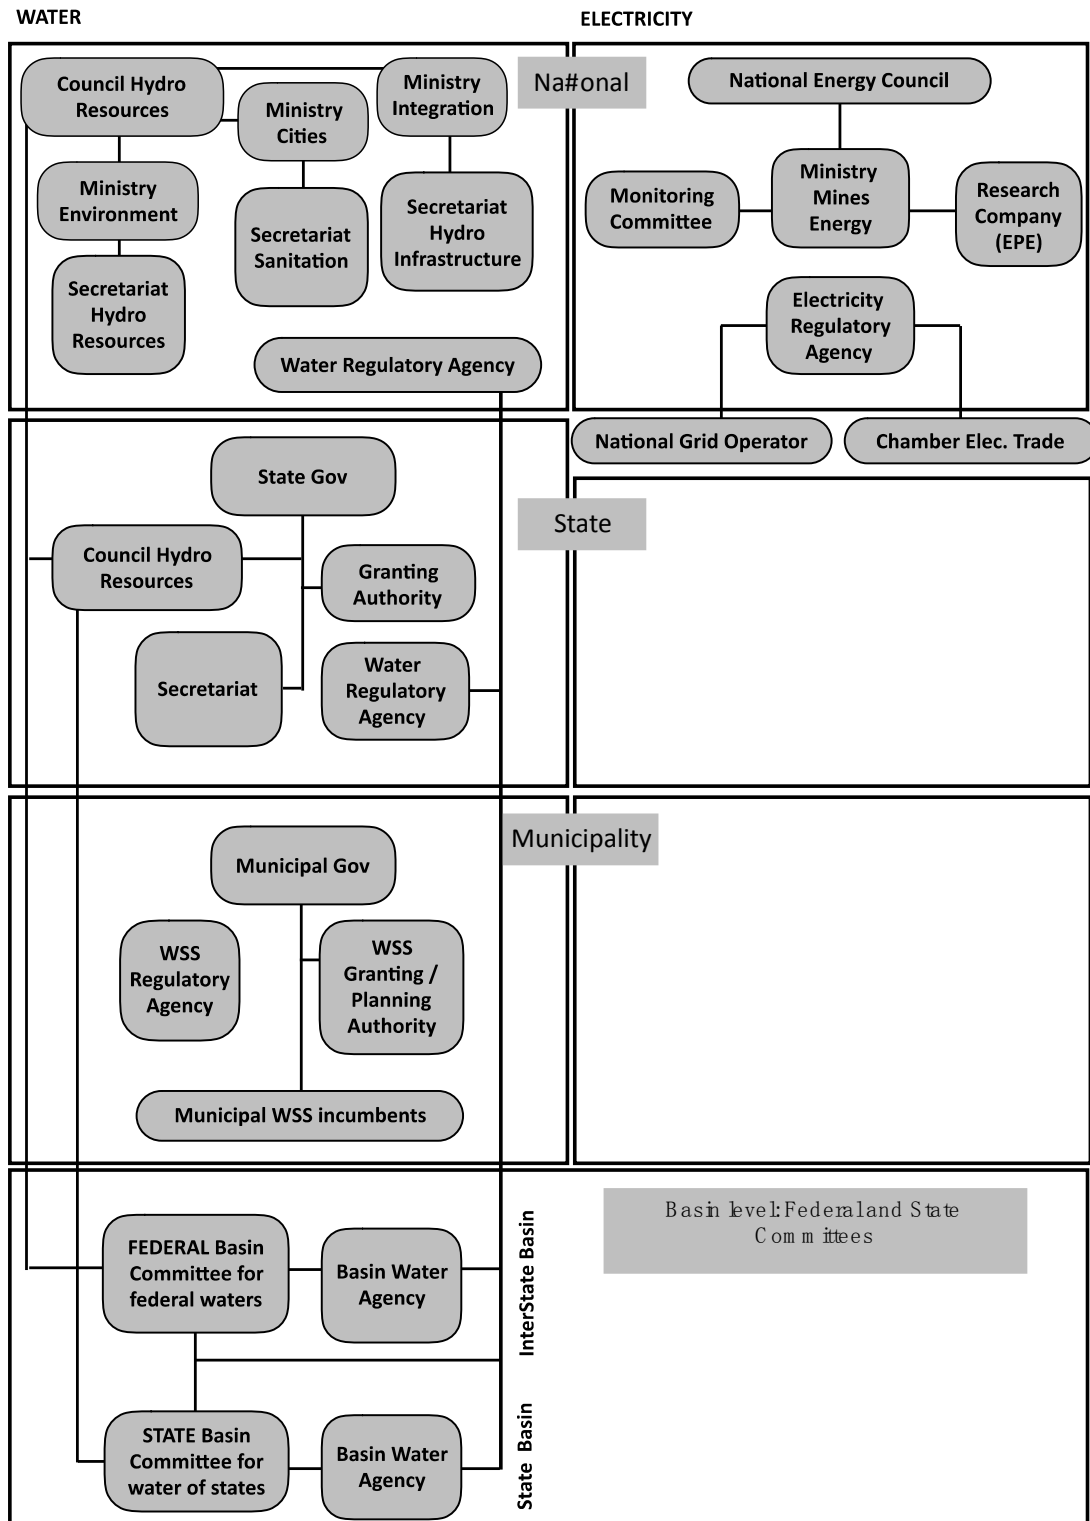 WATER
ELECTRICITY
Council Hydro
Resources
Ministry
Cities
Ministry
Integration
Ministry
Environment
Secretariat
Sanitation
Secretariat
Hydro
Infrastructure
Secretariat
Hydro
Resources
Water Regulatory Agency
Na#onal
National Energy Council
Monitoring
Committee
Ministry
Mines
Energy
Research
Company
(EPE)
Electricity
Regulatory
Agency
National Grid Operator
Chamber Elec. Trade
State Gov
State
Council Hydro
Resources
Granting
Authority
Secretariat
Water
Regulatory
Agency
Municipality
Municipal Gov
WSS
Regulatory
Agency
WSS
Granting /
Planning
Authority
Municipal WSS incumbents
FEDERAL Basin
Committee for
federal waters
Basin Water
Agency
InterState Basin
Basin level: Federal and State
Committees
STATE Basin
Committee for
water of states
Basin Water
Agency
State Basin